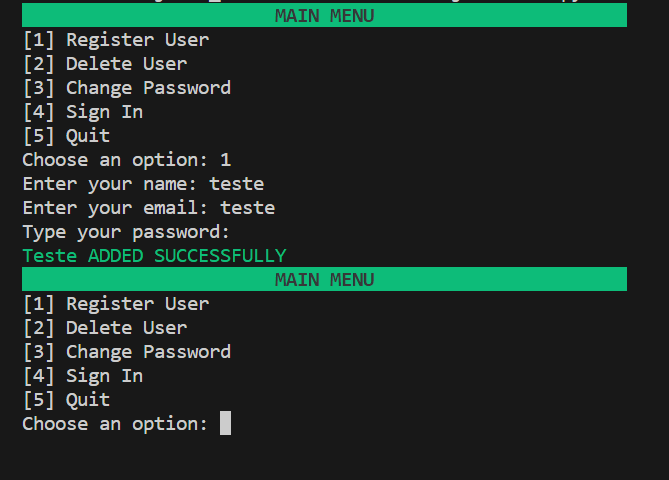 MAIN MENU
[1] Register User
[2] Delete User
[3] Change Password
[4] Sign In
[5] Quit
Choose an option: 1
Enter your name: teste
Enter your email: teste
Type your password:
Teste ADDED SUCCESSFULLY
MAIN MENU
[1] Register User
[2] Delete User
[3] Change Password
[4] Sign In
[5] Quit
Choose an option: